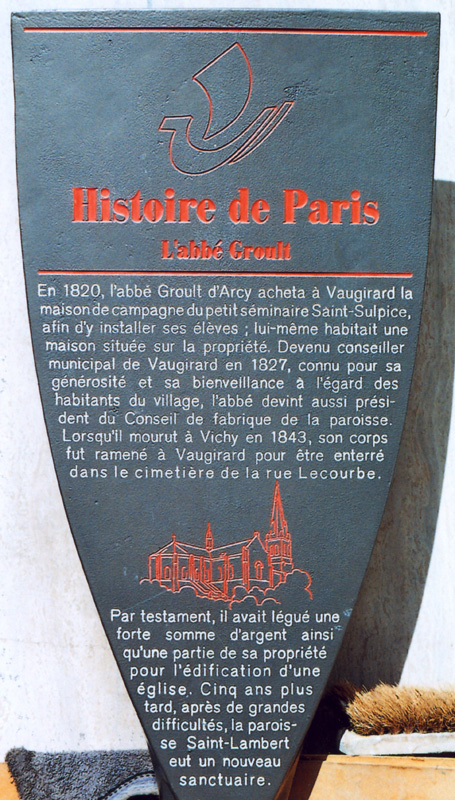 Histoire de Paris
L'abbé Groult
En 1820, l'abbé Groult d'Arcy acheta à Vaugirard la
maison de campagne du petit séminaire Saint-Sulpice,
afin d'y installer ses élèves ; lui-même habitait une
maison située sur la propriété. Devenu conseiller
municipal de Vaugirard en 1827, connu pour sa
générosité et sa bienveillance à l'égard des
habitants du village, l'abbé devint aussi prési-
dent du Conseil de fabrique de la paroisse.
Lorsqu'il mourut à Vichy en 1843, son corps
fut ramené à Vaugirard pour être enterré
dans le cimetière de la rue Lecourbe.
Par testament, il avait légué une
forte somme d'argent ainsi
qu'une partie de sa propriété
pour l'édification d'une
église. Cinq ans plus
tard, après de grandes
difficultés, la parois-
se Saint-Lambert
eut un nouveau
sanctuaire.